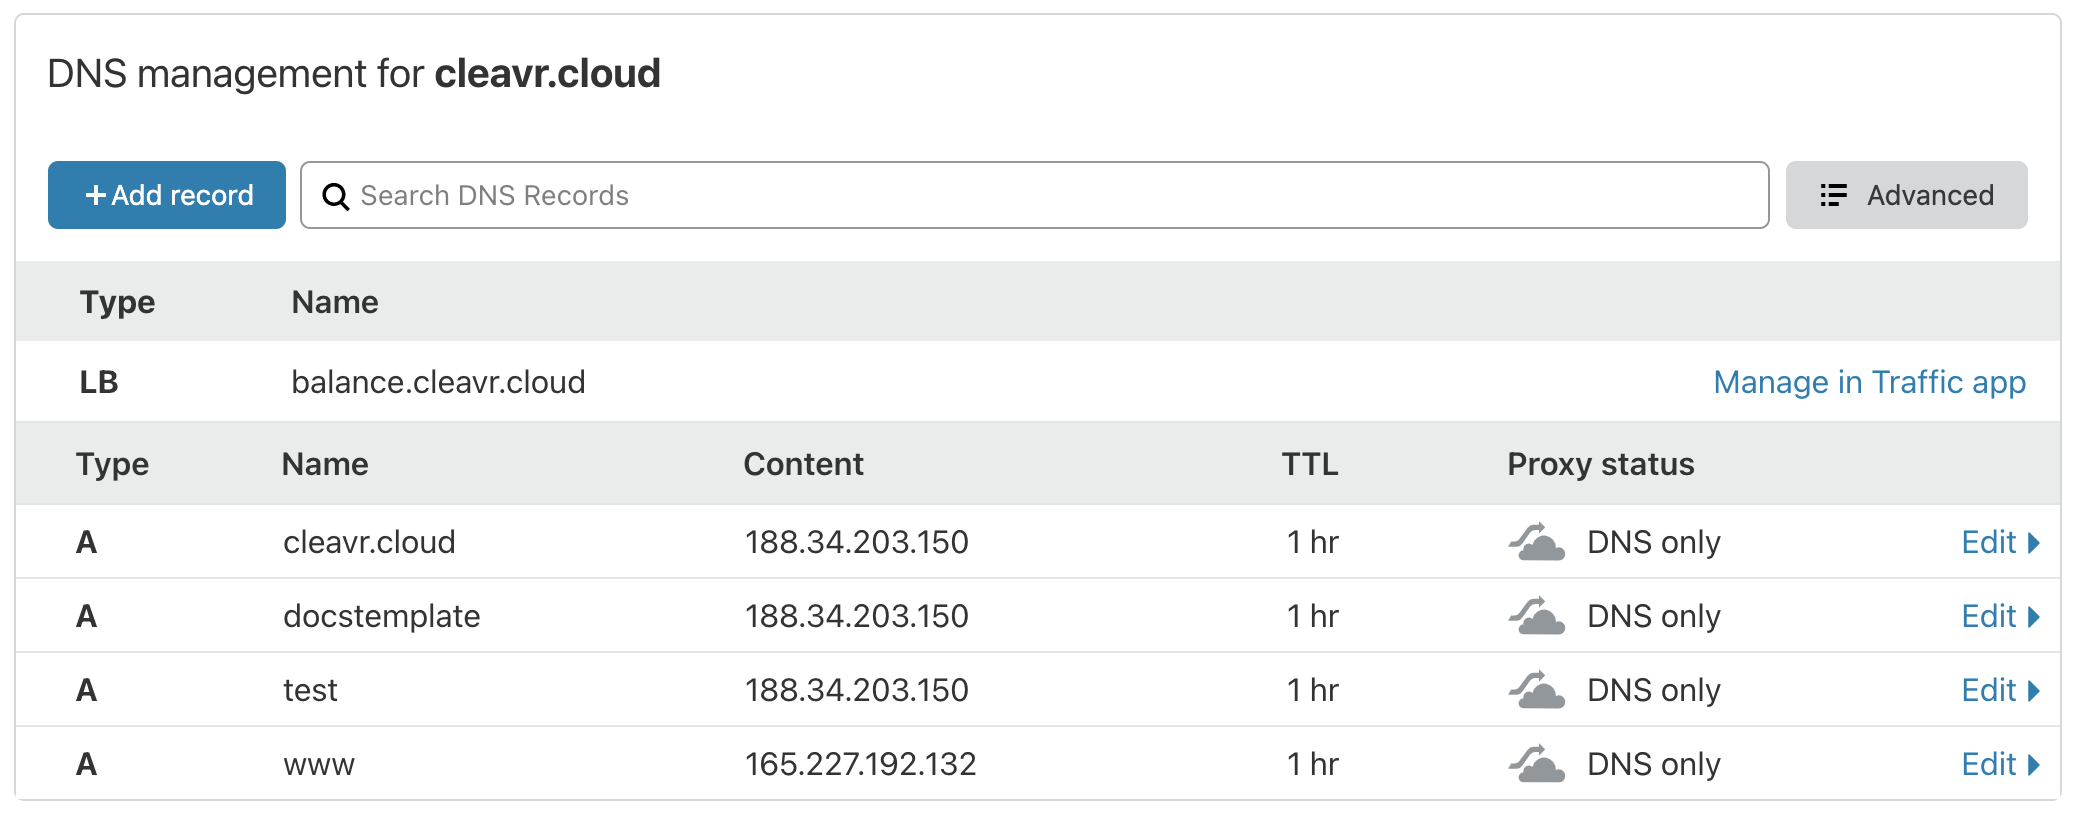 DNS management for cleavr.cloud
+ Add record Search DNS Records Advanced
Type Name
LB balance.cleavr.cloud Manage in Traffic app
Type Name Content TTL Proxy status
A cleavr.cloud 188.34.203.150 1 hr DNS only Edit
A docstemplate 188.34.203.150 1 hr DNS only Edit
A test 188.34.203.150 1 hr DNS only Edit
A www 165.227.192.132 1 hr DNS only Edit